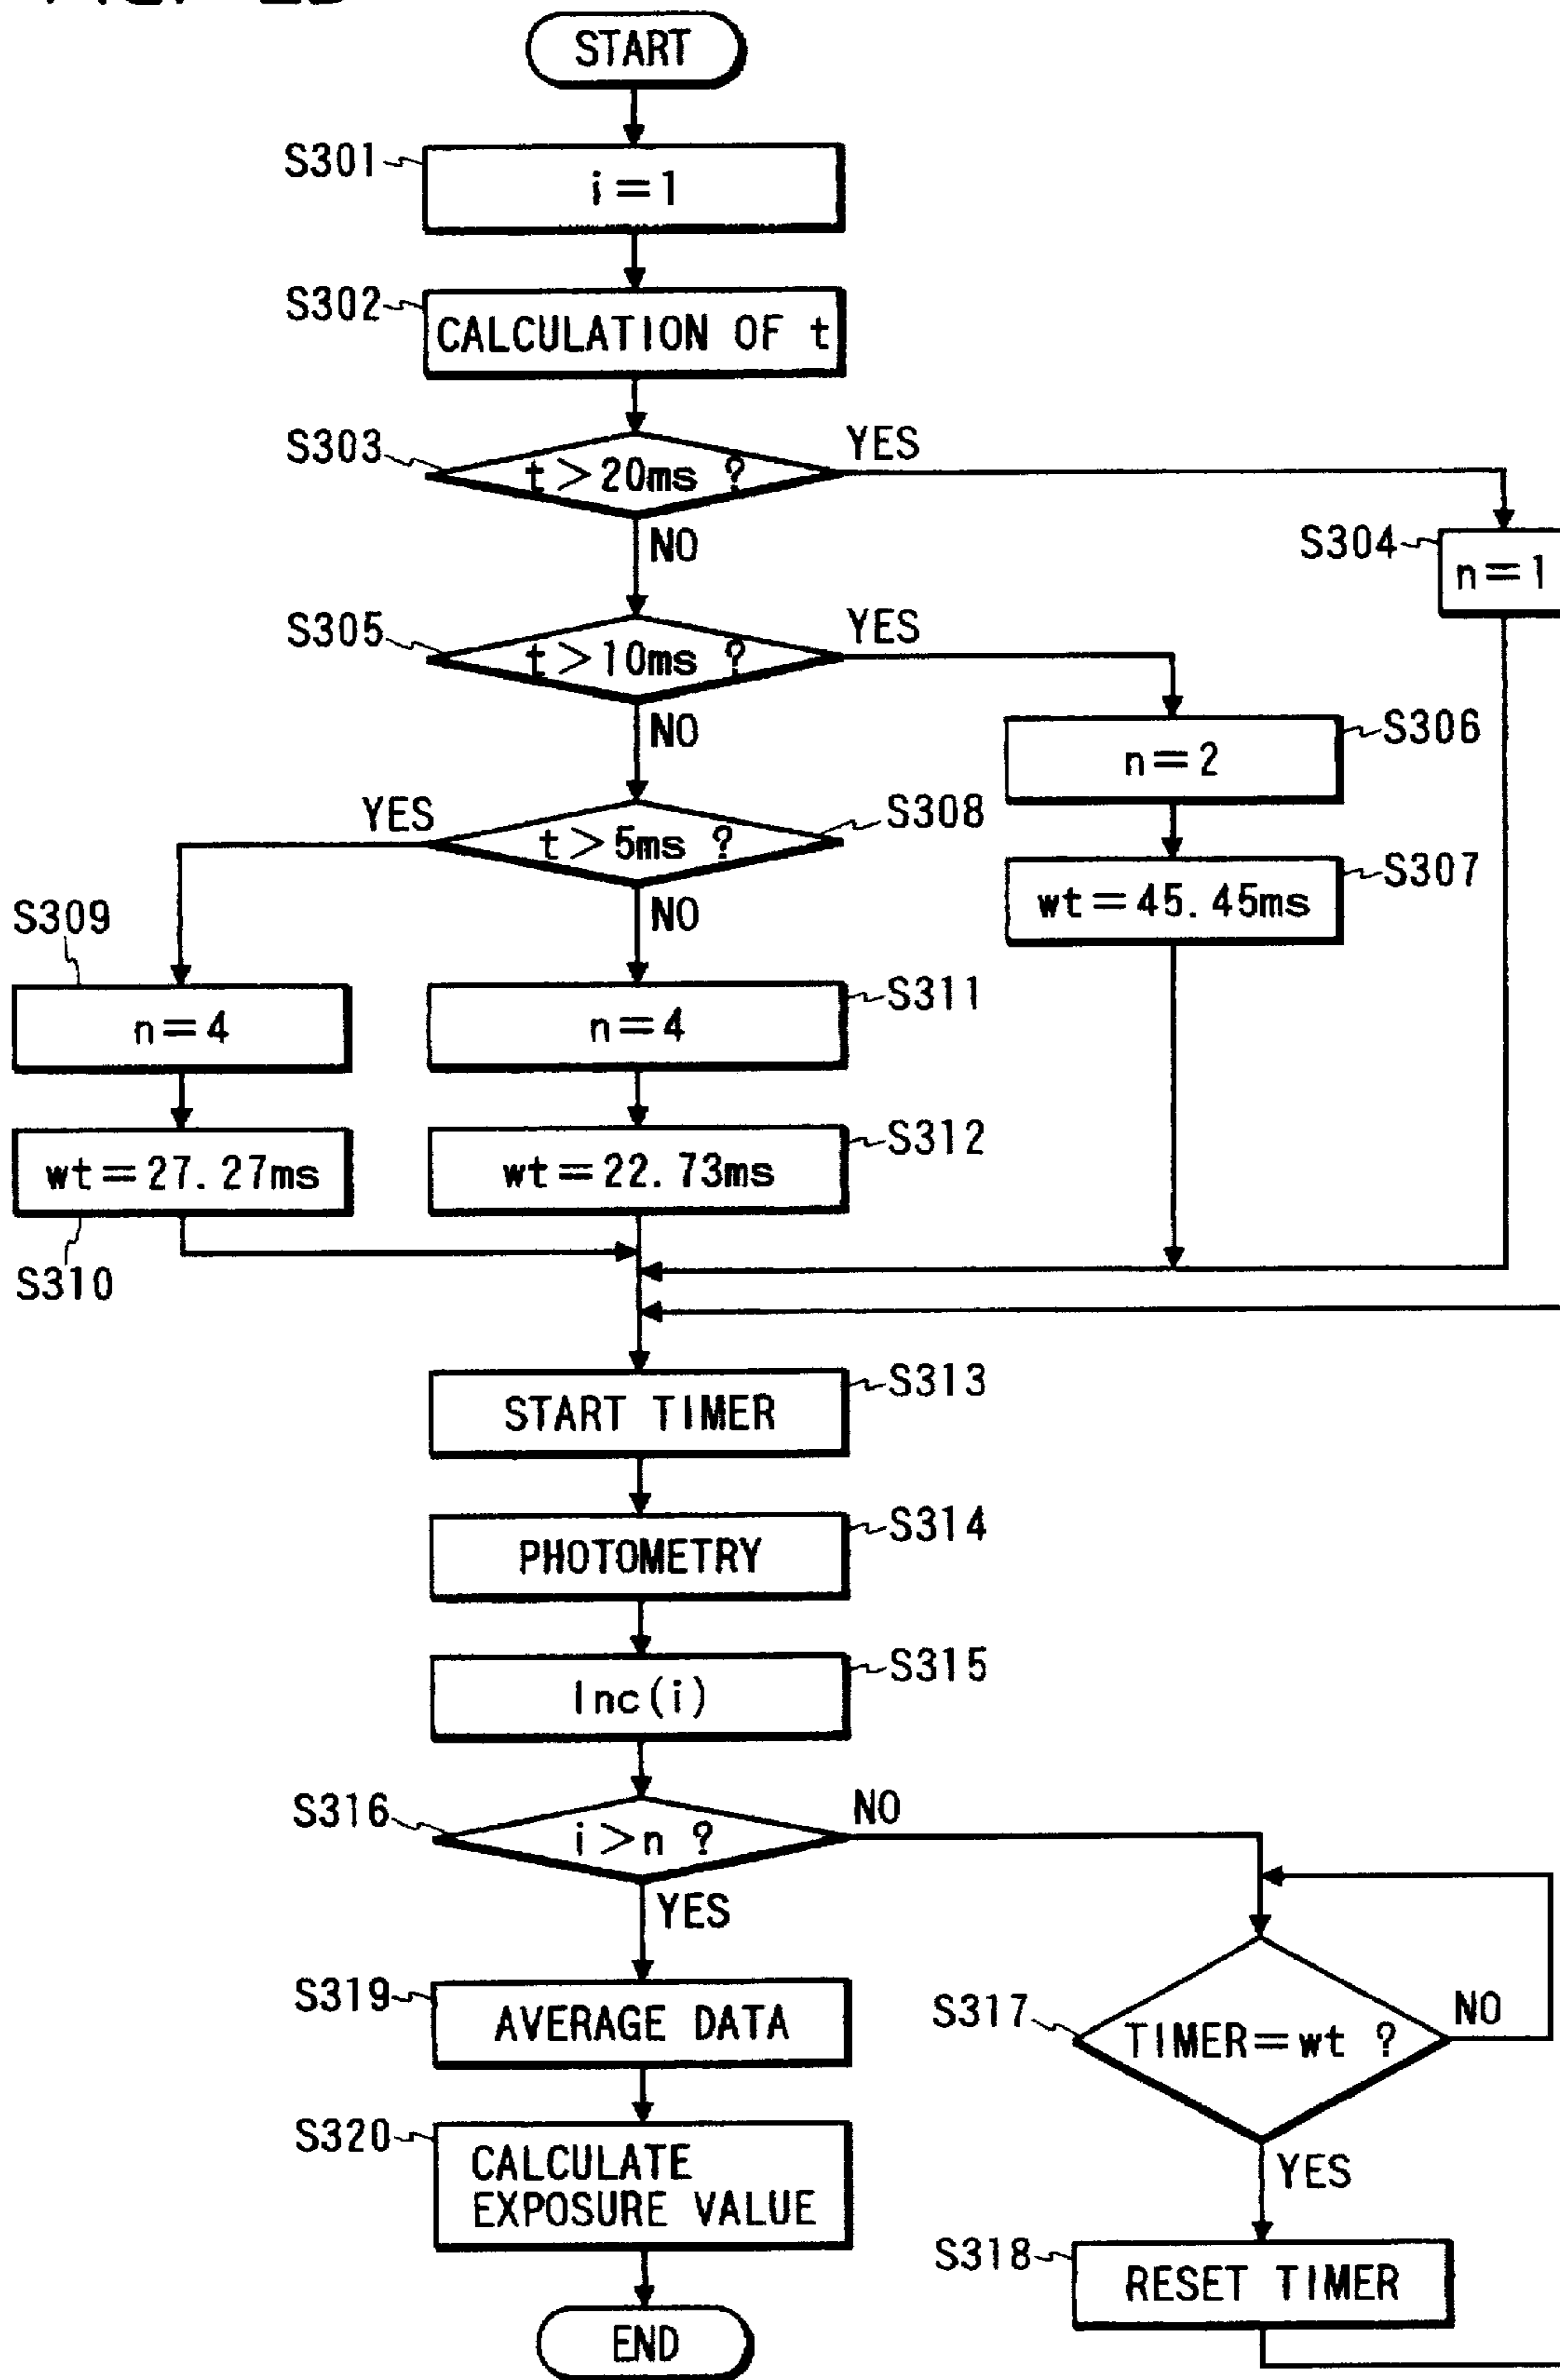 START
S301
i=1
S302
CALCULATION OF t
S303
t>20ms ?
YES
NO
S304
n=1
S305
t>10ms ?
YES
NO
S306
n=2
S307
wt=45.45ms
S308
t>5ms ?
YES
NO
S309
n=4
S310
wt=27.27ms
S311
n=4
S312
wt=22.73ms
S313
START TIMER
S314
PHOTOMETRY
S315
Inc(i)
S316
i>n ?
NO
YES
S317
TIMER=wt ?
NO
YES
S318
RESET TIMER
S319
AVERAGE DATA
S320
CALCULATE
EXPOSURE VALUE
END